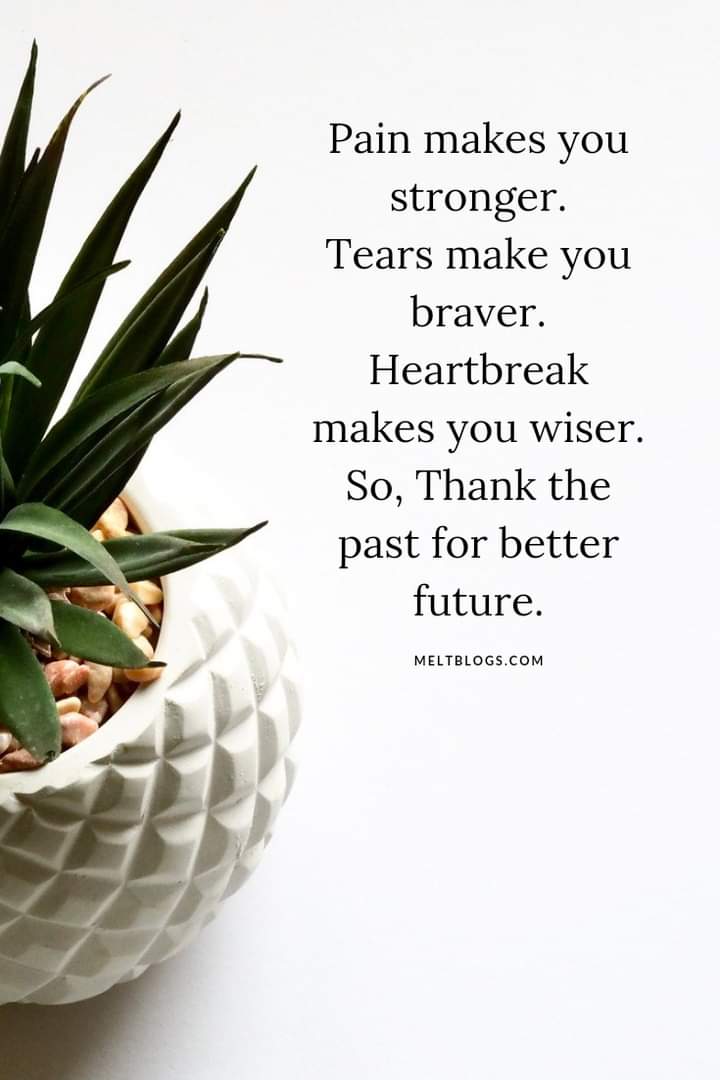 Pain makes you
stronger.
Tears make you
braver.
Heartbreak
makes you wiser.
So, Thank the
past for better
future.
MELTBLOGS.COM